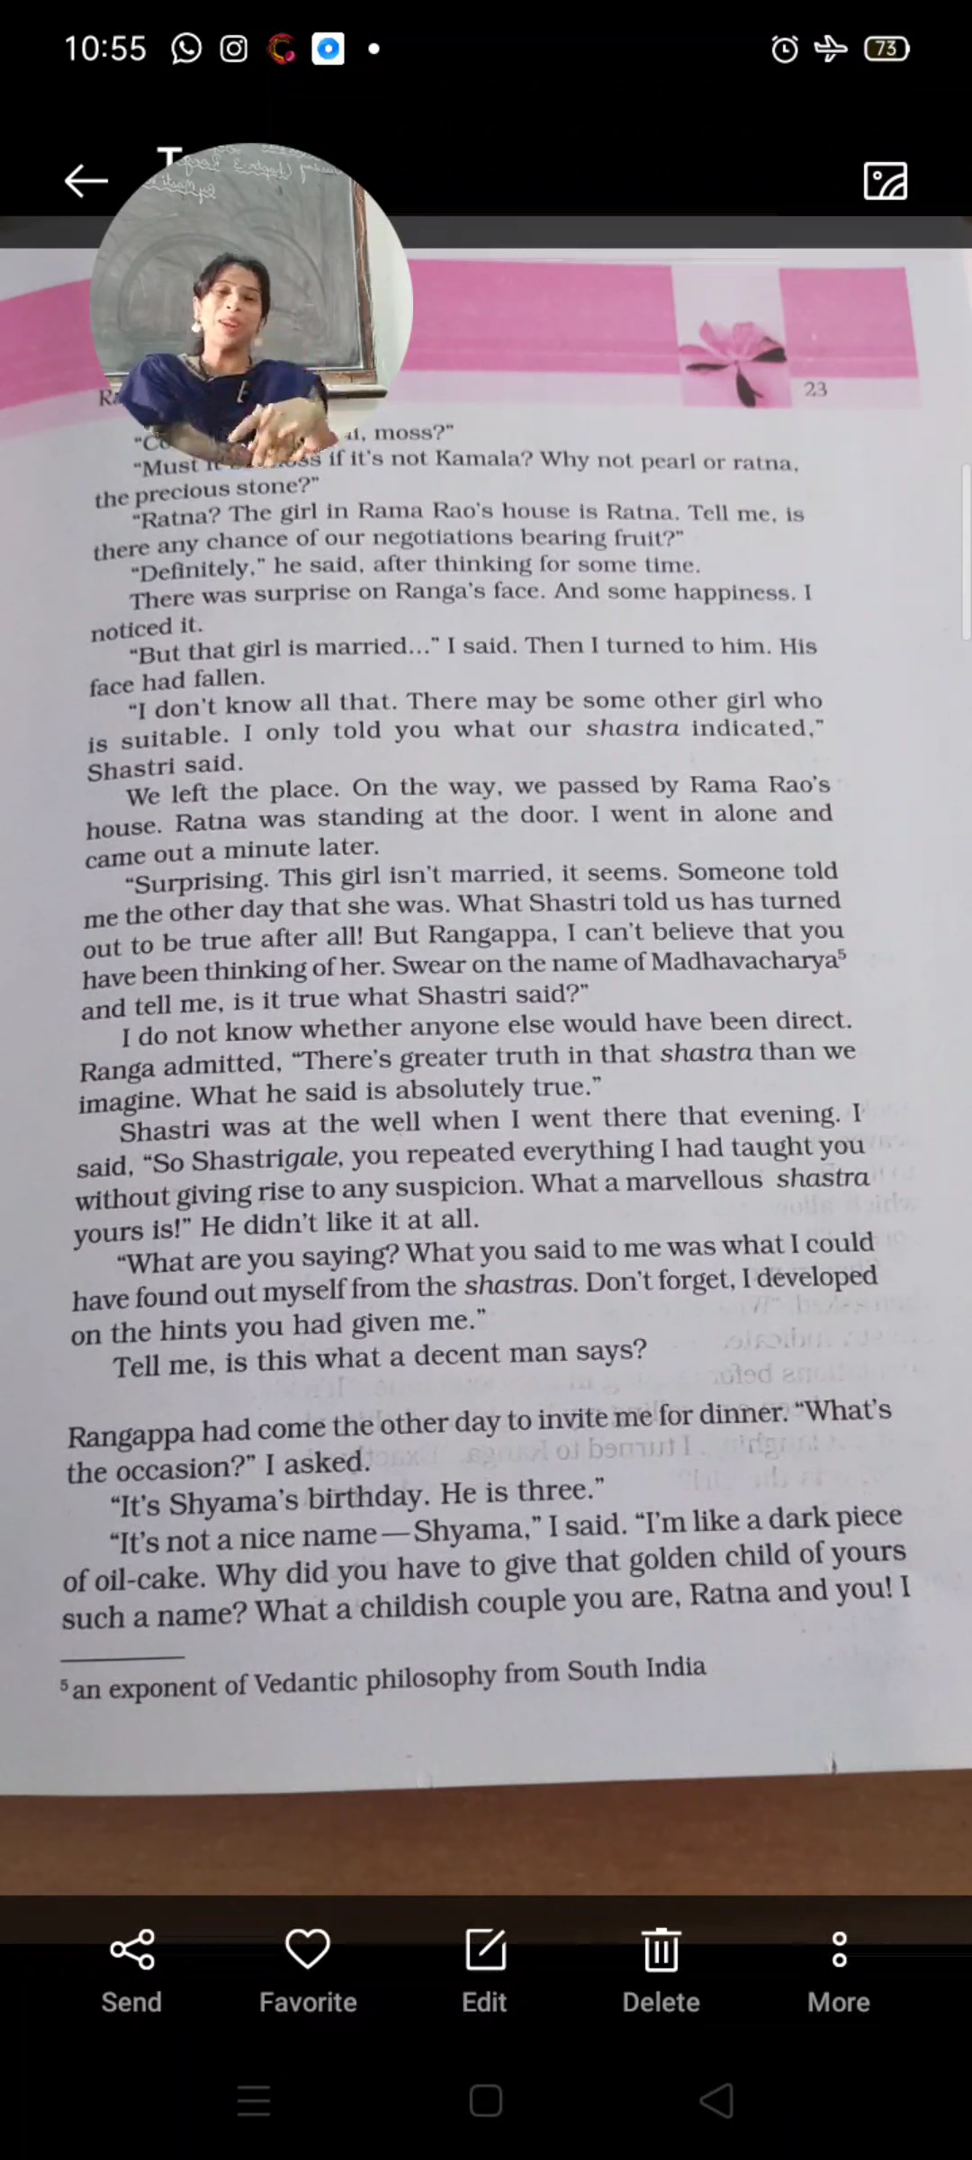 10:55
73
23
"Co
moss?"
"Must it if it's not Kamala? Why not pearl or ratna,
the precious stone?"
"Ratna? The girl in Rama Rao's house is Ratna. Tell me, is
there any chance of our negotiations bearing fruit?"
"Definitely," he said, after thinking for some time.
There was surprise on Ranga's face. And some happiness. I
noticed it.
"But that girl is married..." I said. Then I turned to him. His
face had fallen.
"I don't know all that. There may be some other girl who
is suitable. I only told you what our shastra indicated,"
Shastri said.
We left the place. On the way, we passed by Rama Rao's
house. Ratna was standing at the door. I went in alone and
came out a minute later.
"Surprising. This girl isn't married, it seems. Someone told
me the other day that she was. What Shastri told us has turned
out to be true after all! But Rangappa, I can't believe that you
have been thinking of her. Swear on the name of Madhavacharya⁵
and tell me, is it true what Shastri said?"
I do not know whether anyone else would have been direct.
Ranga admitted, "There's greater truth in that shastra than we
imagine. What he said is absolutely true."
Shastri was at the well when I went there that evening. I
said, "So Shastrigale, you repeated everything I had taught you
without giving rise to any suspicion. What a marvellous shastra
yours is!" He didn't like it at all.
"What are you saying? What you said to me was what I could
have found out myself from the shastras. Don't forget, I developed
on the hints you had given me."
Tell me, is this what a decent man says?
Rangappa had come the other day to invite me for dinner. "What's
the occasion?" I asked.
"It's Shyama's birthday. He is three."
"It's not a nice name—Shyama," I said. "I'm like a dark piece
of oil-cake. Why did you have to give that golden child of yours
such a name? What a childish couple you are, Ratna and you! I
⁵ an exponent of Vedantic philosophy from South India
Send
Favorite
Edit
Delete
More